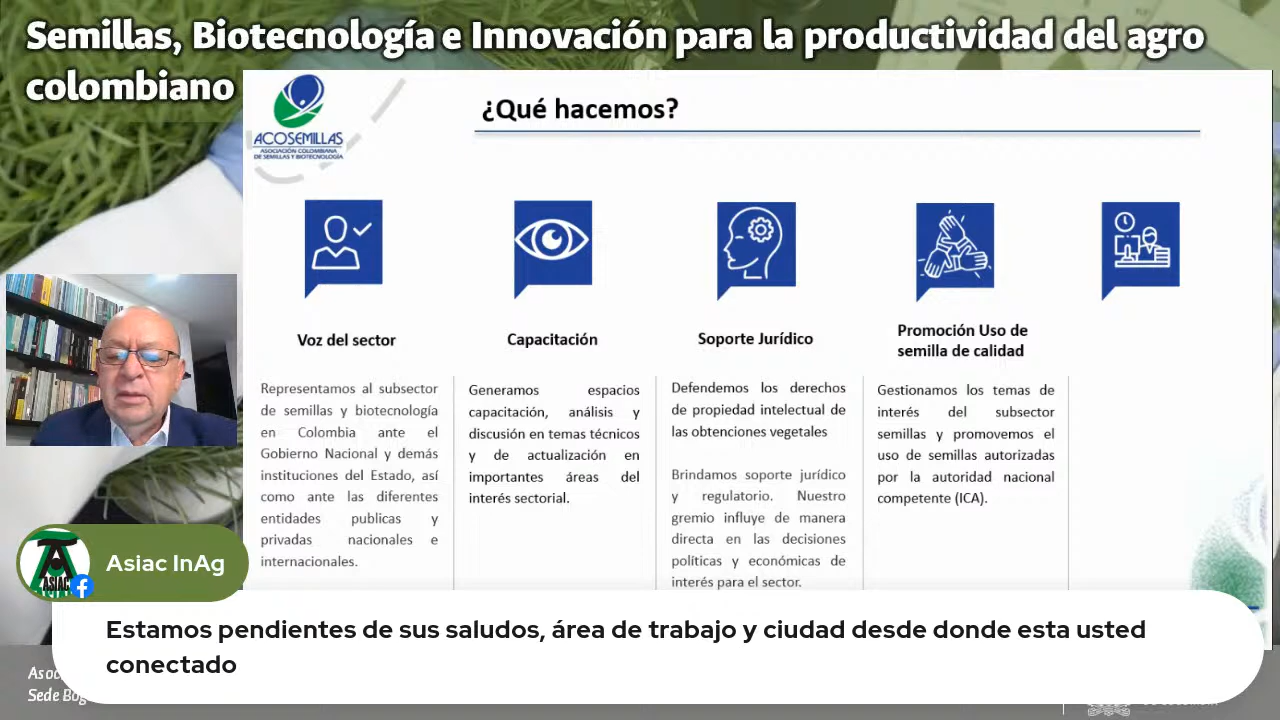 Semillas, Biotecnología e Innovación para la productividad del agro
colombiano
ACOSEMILLAS
ASOCIACIÓN COLOMBIANA
DE SEMILLAS Y BIOTECNOLOGÍA
¿Qué hacemos?
Voz del sector
Representamos al subsector
de semillas y biotecnología
en Colombia ante el
Gobierno Nacional y demás
instituciones del Estado, así
como ante las diferentes
entidades publicas y
privadas nacionales e
internacionales.
Capacitación
Generamos espacios
capacitación, análisis y
discusión en temas técnicos
y de actualización en
importantes áreas del
interés sectorial.
Soporte Jurídico
Defendemos los derechos
de propiedad intelectual de
las obtenciones vegetales
Brindamos soporte jurídico
y regulatorio. Nuestro
gremio influye de manera
directa en las decisiones
políticas y económicas de
interés para el sector.
Promoción Uso de
semilla de calidad
Gestionamos los temas de
interés del subsector
semillas y promovemos el
uso de semillas autorizadas
por la autoridad nacional
competente (ICA).
ASIAC
Asiac InAg
Estamos pendientes de sus saludos, área de trabajo y ciudad desde donde esta usted
conectado
Sede